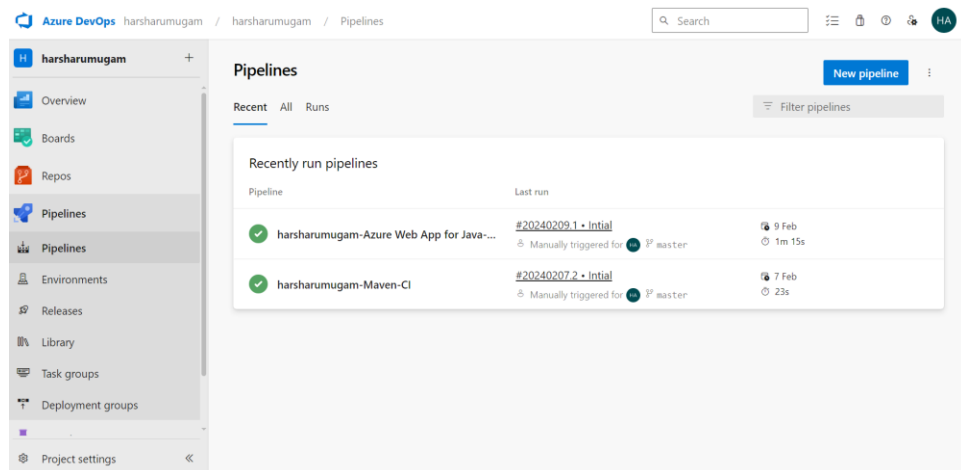 Azure DevOps harsharumugam / harsharumugam / Pipelines
Search
HA
H harsharumugam +
Overview
Boards
Repos
Pipelines
Pipelines
Environments
Releases
Library
Task groups
Deployment groups
Project settings
Pipelines
New pipeline
Recent All Runs
Filter pipelines
Recently run pipelines
Pipeline Last run
harsharumugam-Azure Web App for Java-...
#20240209.1 • Intial
Manually triggered for HA master
9 Feb
1m 15s
harsharumugam-Maven-CI
#20240207.2 • Intial
Manually triggered for HA master
7 Feb
23s